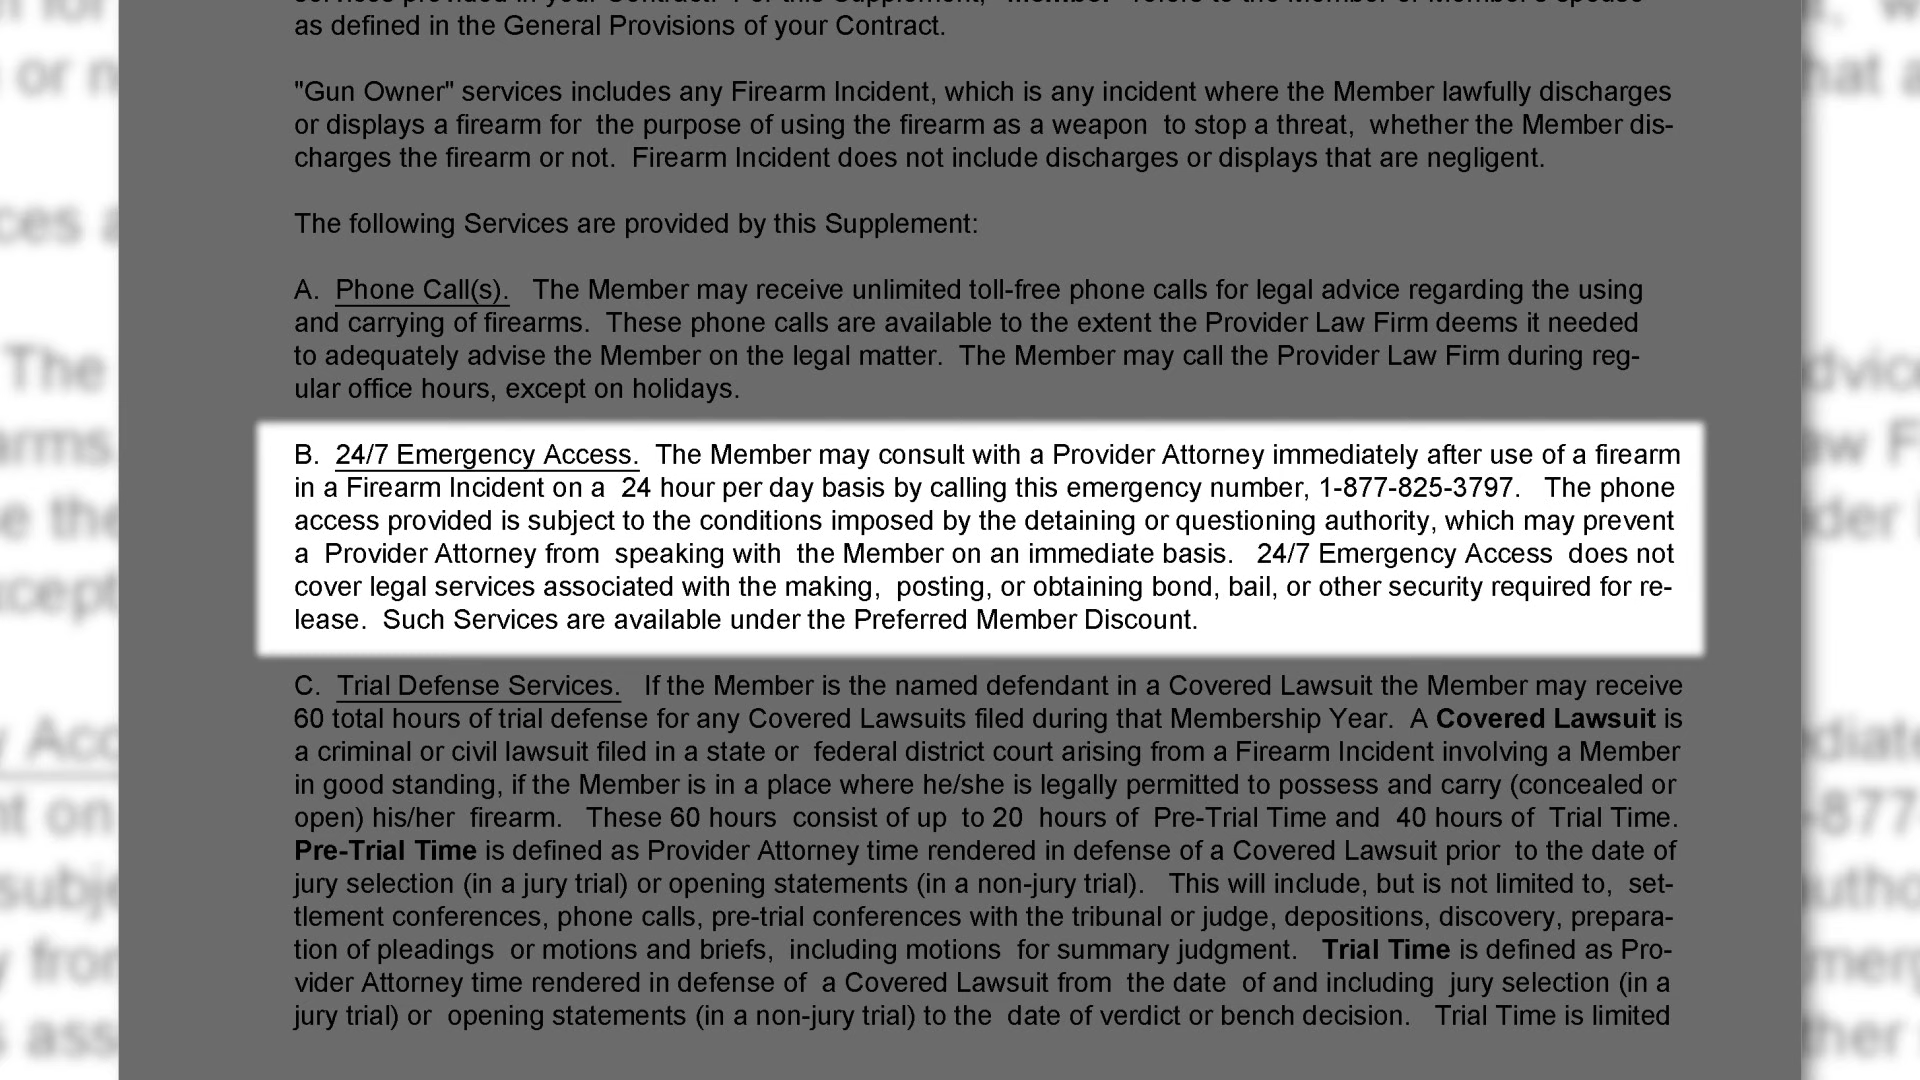 as defined in the General Provisions of your Contract.
"Gun Owner" services includes any Firearm Incident, which is any incident where the Member lawfully discharges
or displays a firearm for the purpose of using the firearm as a weapon to stop a threat, whether the Member dis-
charges the firearm or not. Firearm Incident does not include discharges or displays that are negligent.
The following Services are provided by this Supplement:
A. Phone Call(s). The Member may receive unlimited toll-free phone calls for legal advice regarding the using
and carrying of firearms. These phone calls are available to the extent the Provider Law Firm deems it needed
to adequately advise the Member on the legal matter. The Member may call the Provider Law Firm during reg-
ular office hours, except on holidays.
B. 24/7 Emergency Access. The Member may consult with a Provider Attorney immediately after use of a firearm
in a Firearm Incident on a 24 hour per day basis by calling this emergency number, 1-877-825-3797. The phone
access provided is subject to the conditions imposed by the detaining or questioning authority, which may prevent
a Provider Attorney from speaking with the Member on an immediate basis. 24/7 Emergency Access does not
cover legal services associated with the making, posting, or obtaining bond, bail, or other security required for re-
lease. Such Services are available under the Preferred Member Discount.
C. Trial Defense Services. If the Member is the named defendant in a Covered Lawsuit the Member may receive
60 total hours of trial defense for any Covered Lawsuits filed during that Membership Year. A Covered Lawsuit is
a criminal or civil lawsuit filed in a state or federal district court arising from a Firearm Incident involving a Member
in good standing, if the Member is in a place where he/she is legally permitted to possess and carry (concealed or
open) his/her firearm. These 60 hours consist of up to 20 hours of Pre-Trial Time and 40 hours of Trial Time.
Pre-Trial Time is defined as Provider Attorney time rendered in defense of a Covered Lawsuit prior to the date of
jury selection (in a jury trial) or opening statements (in a non-jury trial). This will include, but is not limited to, set-
tlement conferences, phone calls, pre-trial conferences with the tribunal or judge, depositions, discovery, prepara-
tion of pleadings or motions and briefs, including motions for summary judgment. Trial Time is defined as Pro-
vider Attorney time rendered in defense of a Covered Lawsuit from the date of and including jury selection (in a
jury trial) or opening statements (in a non-jury trial) to the date of verdict or bench decision. Trial Time is limited